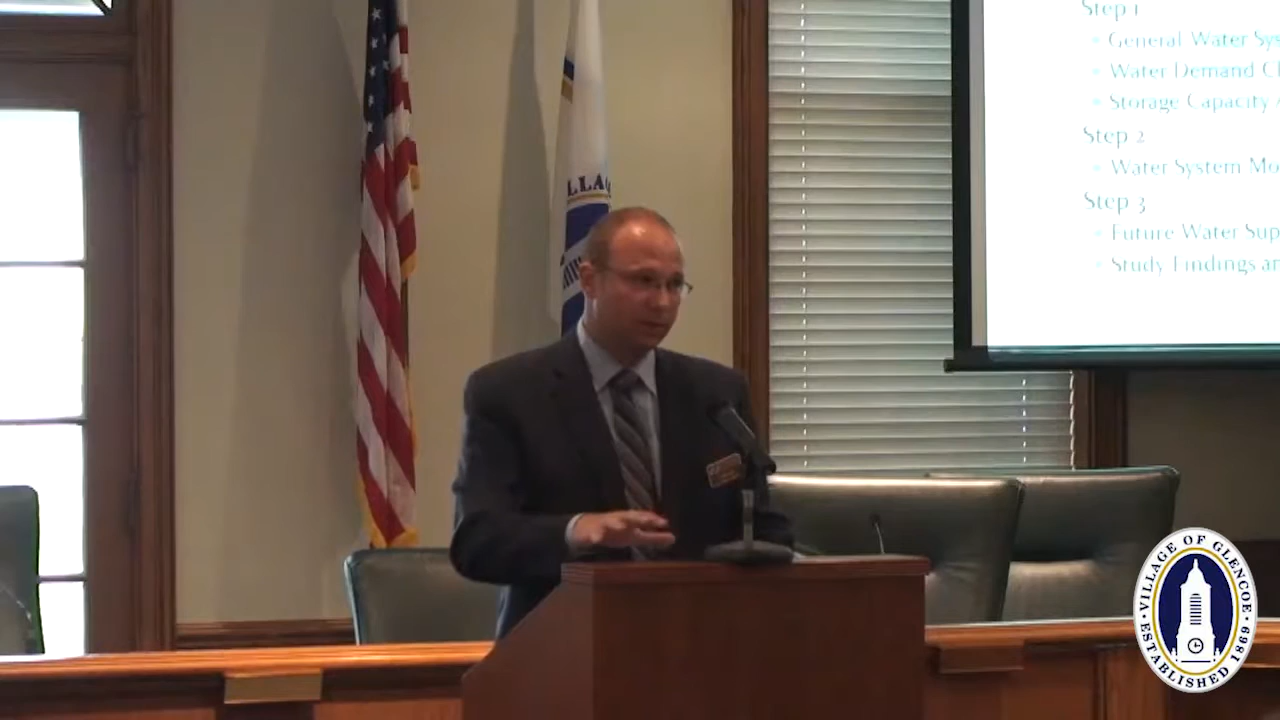 Step 1
General Water Sys
Water Demand C
Storage Capacity
Step 2
Water System Mo
Step 3
Future Water Sup
Study Findings an
LLAG
VILLAGE OF GLENCOE
ESTABLISHED 1869